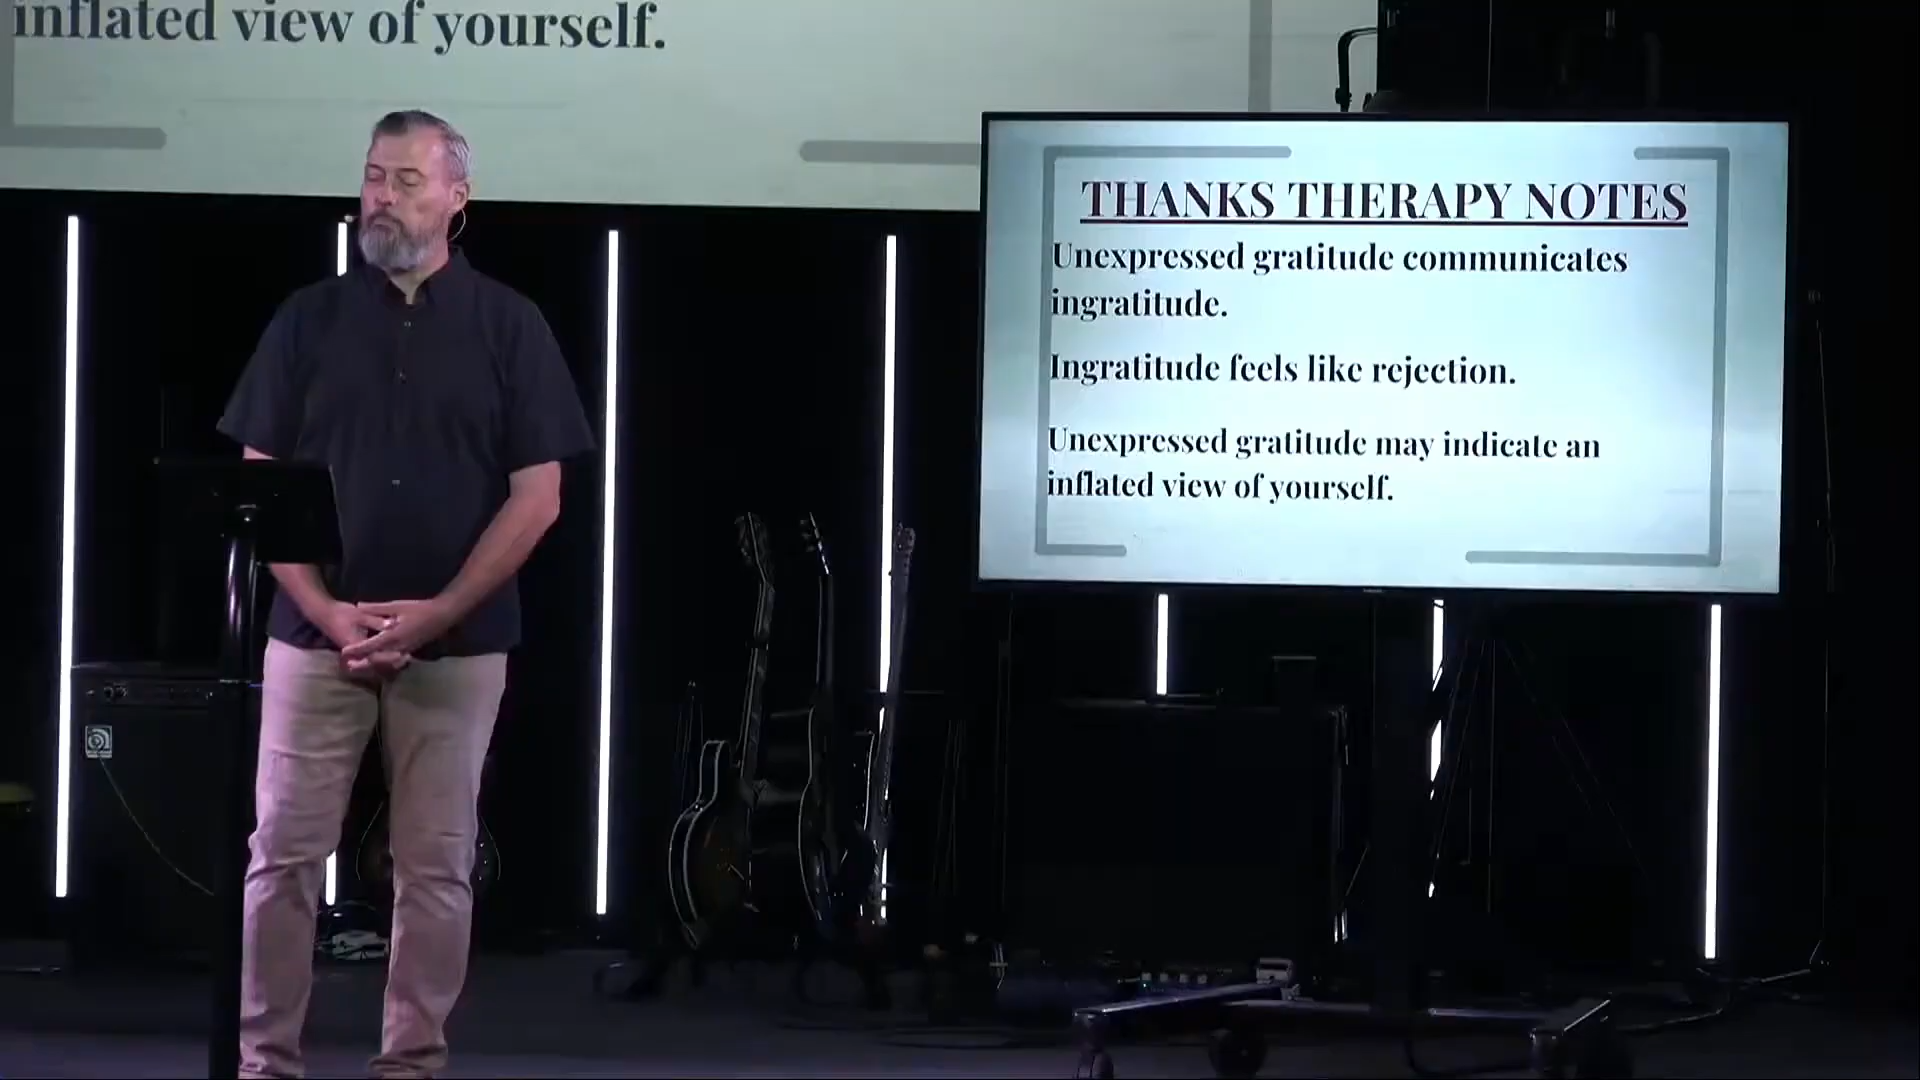 inflated view of yourself.
THANKS THERAPY NOTES
Unexpressed gratitude communicates
ingratitude.
Ingratitude feels like rejection.
Unexpressed gratitude may indicate an
inflated view of yourself.